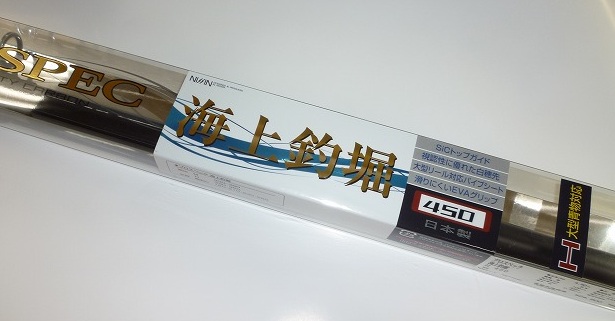 SPEC
NISSIN
海上釣堀
SiCトップガイド
視認性に優れた白穂先
大型リール対応パイプシート
滑りにくいEVAグリップ
450
日本製
H 大型青物対応